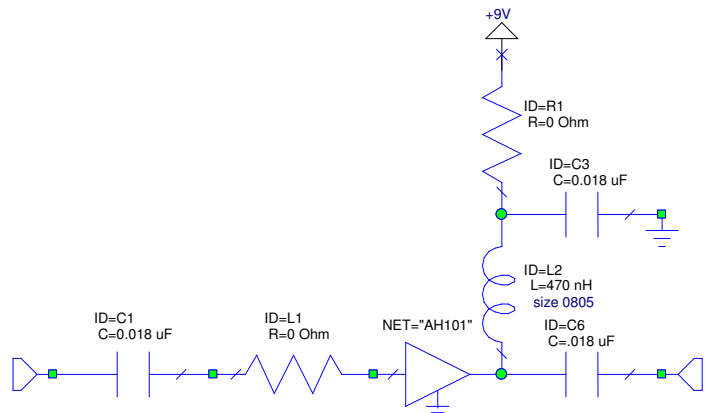 +9V
ID=R1
R=0 Ohm
ID=C3
C=0.018 uF
ID=L2
L=470 nH
size 0805
ID=C1
C=0.018 uF
ID=L1
R=0 Ohm
NET="AH101"
ID=C6
C=.018 uF